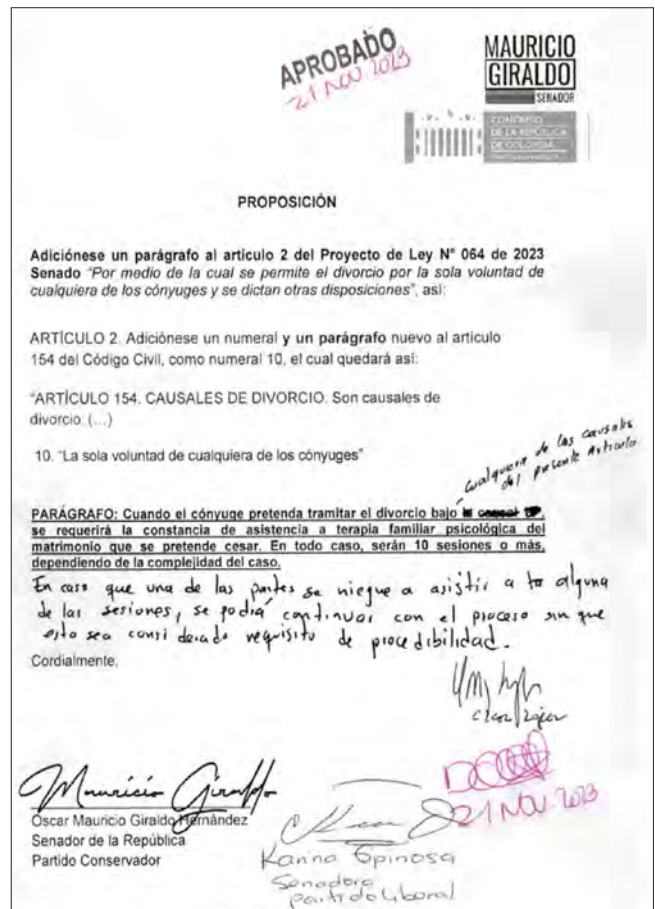 APROBADO
21 NOV 2023
MAURICIO
GIRALDO
SENADOR
CONGRESO
DE LA REPÚBLICA
DE COLOMBIA
PROPOSICIÓN
Adiciónese un parágrafo al artículo 2 del Proyecto de Ley N° 064 de 2023
Senado "Por medio de la cual se permite el divorcio por la sola voluntad de
cualquiera de los cónyuges y se dictan otras disposiciones", así:
ARTÍCULO 2. Adiciónese un numeral y un parágrafo nuevo al artículo
154 del Código Civil, como numeral 10, el cual quedará así:
"ARTÍCULO 154. CAUSALES DE DIVORCIO. Son causales de
divorcio: (...)
10. "La sola voluntad de cualquiera de los cónyuges"
cualquiera de las causales
del presente Artículo
PARÁGRAFO: Cuando el cónyuge pretenda tramitar el divorcio bajo
se requerirá la constancia de asistencia a terapia familiar psicológica del
matrimonio que se pretende cesar. En todo caso, serán 10 sesiones o más,
dependiendo de la complejidad del caso.
En caso que una de las partes se niegue a asistir a alguna
de las sesiones, se podrá continuar con el proceso sin que
esto sea considerado requisito de procedibilidad.
Cordialmente,
Mauricio Giraldo
21 NOV 2023
Oscar Mauricio Giraldo Hernández
Senador de la República
Partido Conservador
Karina Espinosa
Senadora
Partido Liberal